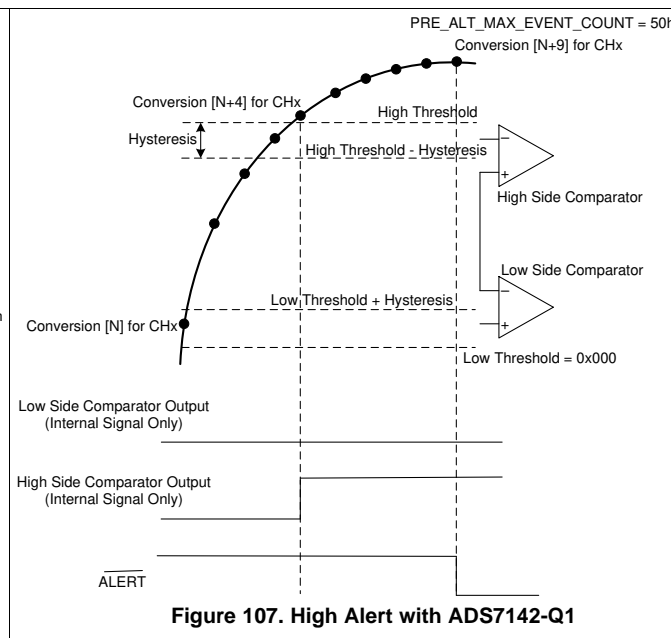 PRE_ALT_MAX_EVENT_COUNT = 50h
Conversion [N+9] for CHx
Conversion [N+4] for CHx
High Threshold
Hysteresis
High Threshold - Hysteresis
High Side Comparator
Low Side Comparator
Low Threshold + Hysteresis
Conversion [N] for CHx
Low Threshold = 0x000
Low Side Comparator Output
(Internal Signal Only)
High Side Comparator Output
(Internal Signal Only)
ALERT
Figure 107. High Alert with ADS7142-Q1